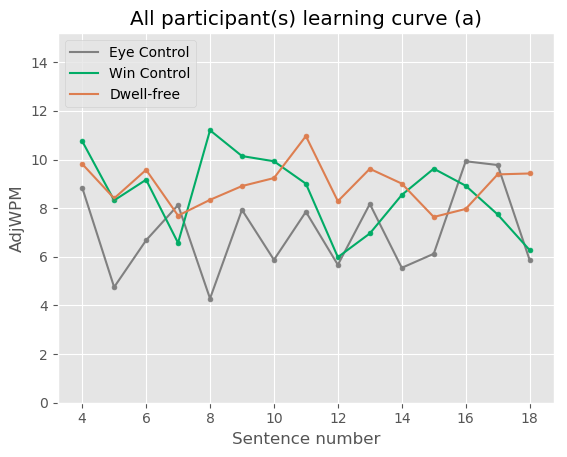 All participant(s) learning curve (a)
Eye Control
Win Control
Dwell-free
AdjWPM
14
12
10
8
6
4
2
0
4 6 8 10 12 14 16 18
Sentence number